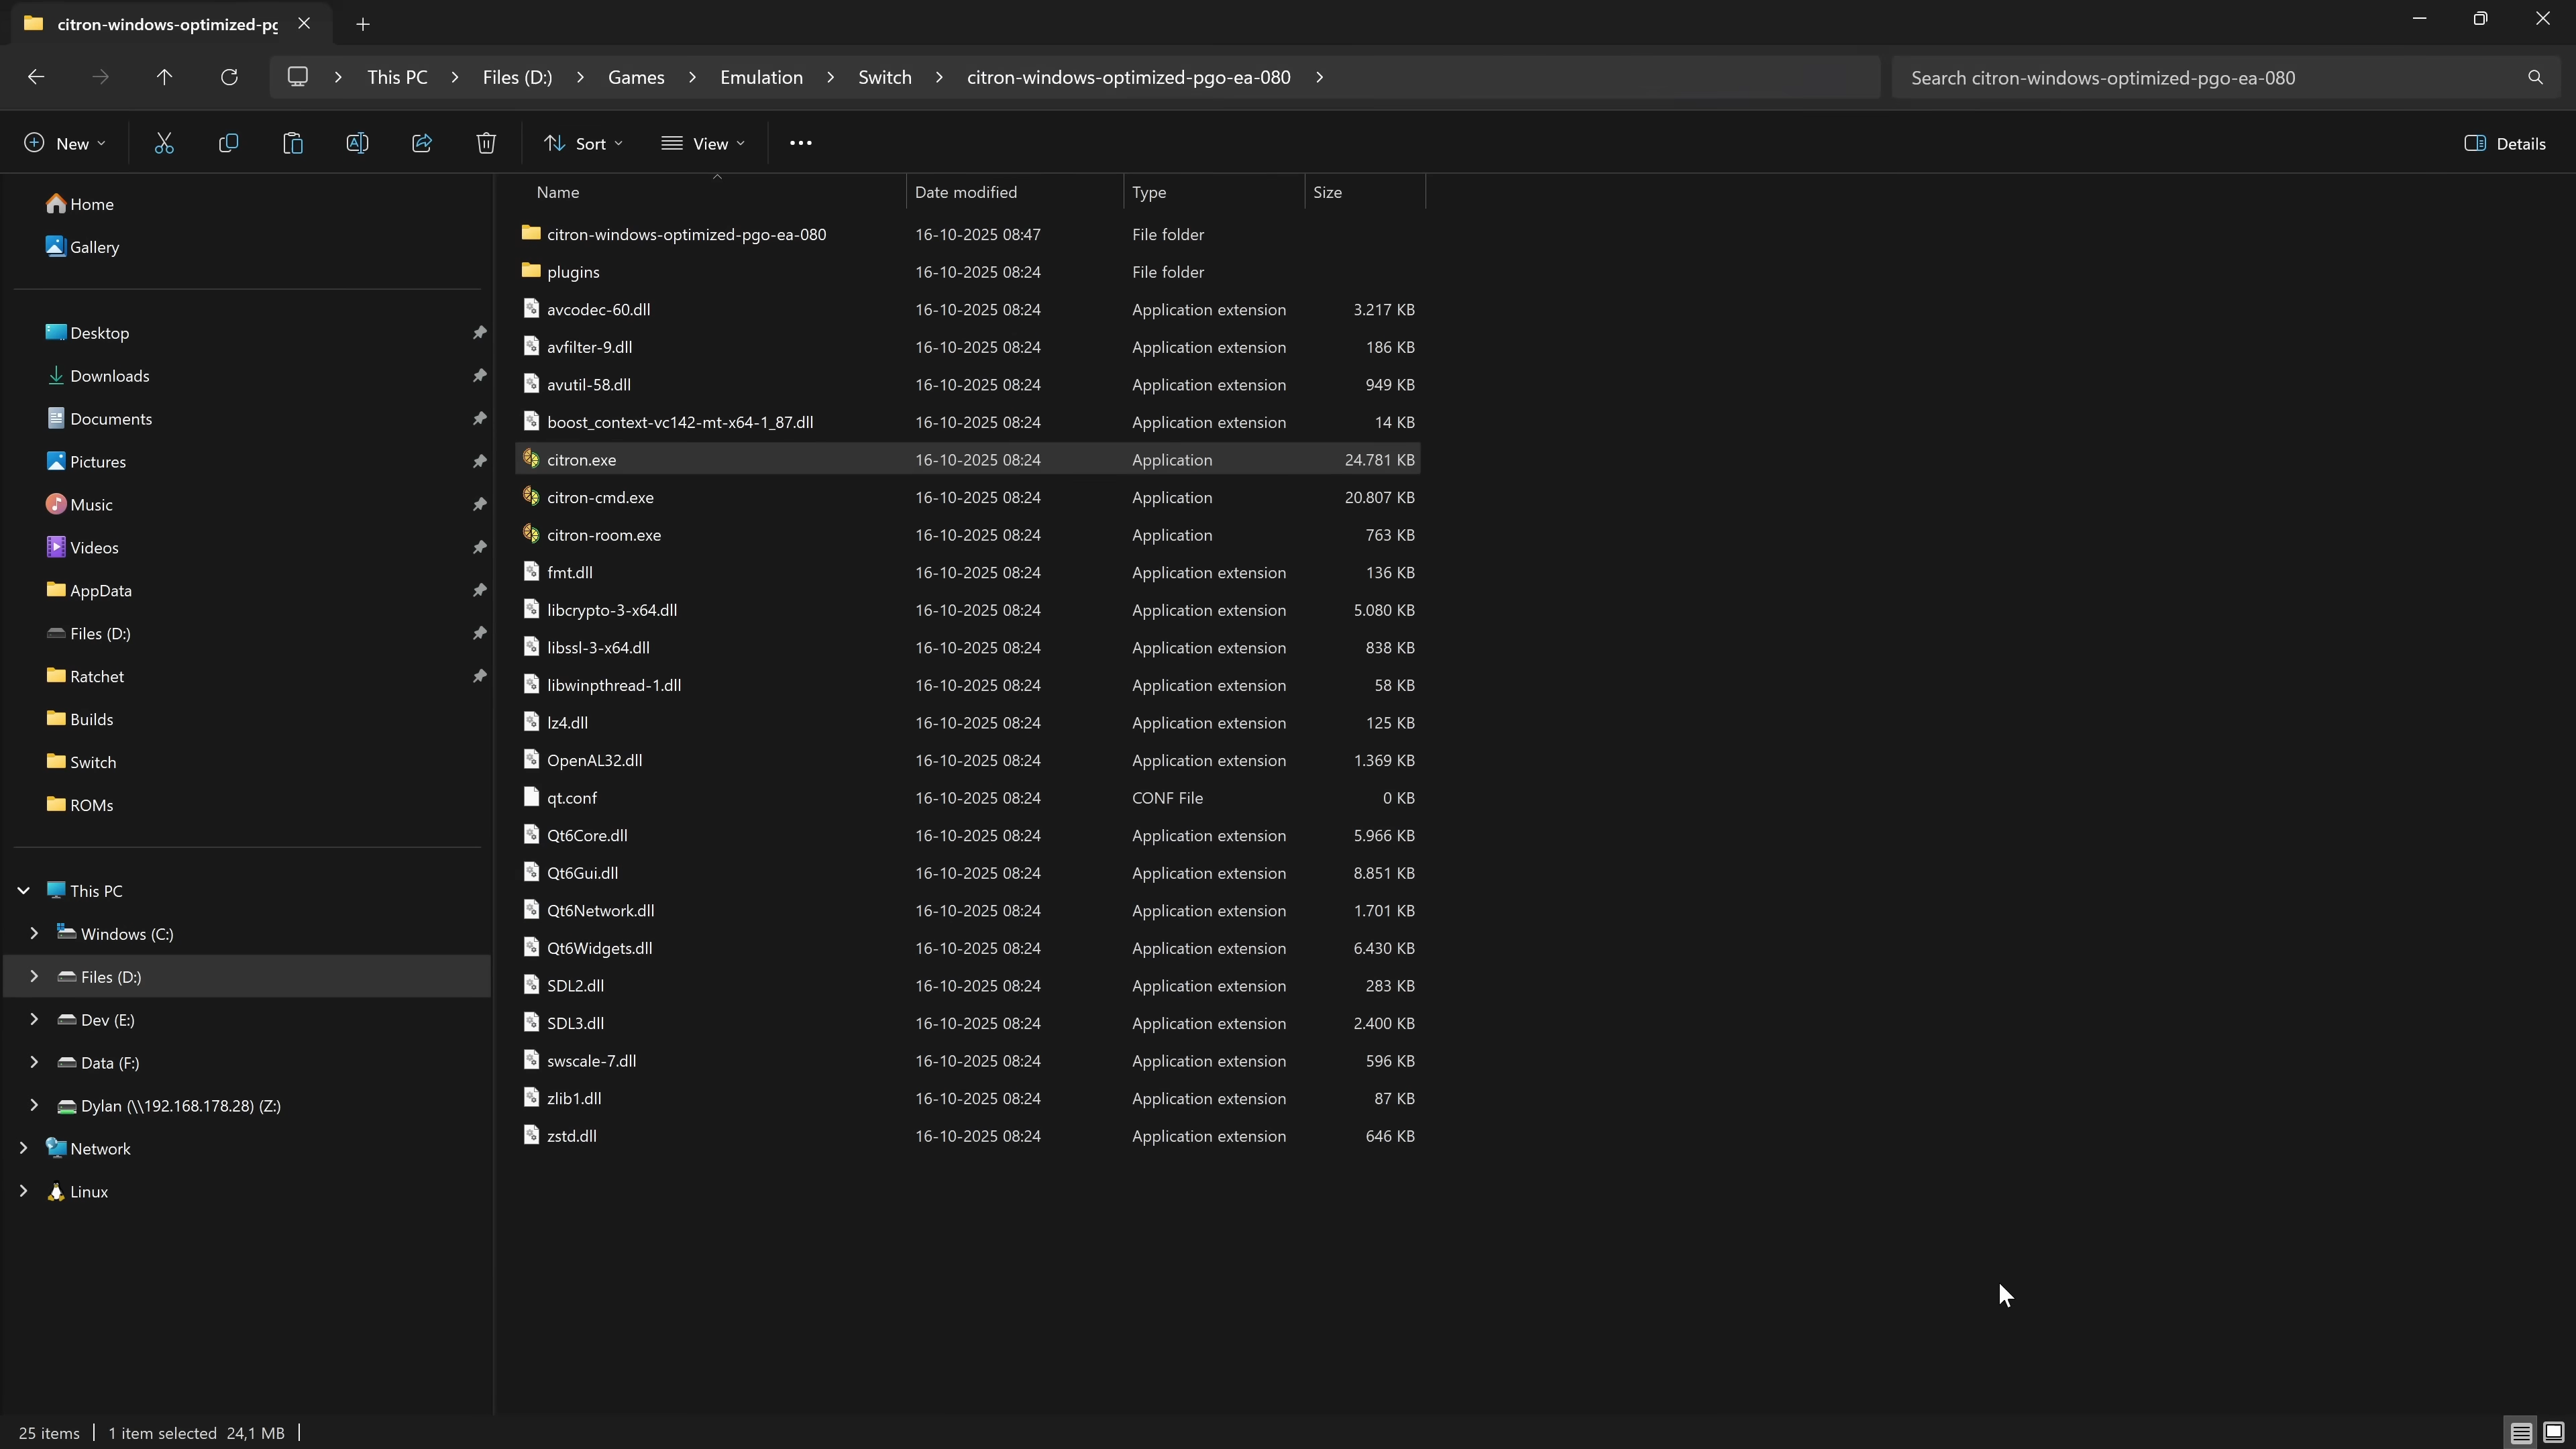 citron-windows-optimized-pg
This PC > Files (D:) > Games > Emulation > Switch > citron-windows-optimized-pgo-ea-080 >
Search citron-windows-optimized-pgo-ea-080
New
Sort
View
Details
Home
Gallery
Desktop
Downloads
Documents
Pictures
Music
Videos
AppData
Files (D:)
Ratchet
Builds
Switch
ROMs
This PC
Windows (C:)
Files (D:)
Dev (E:)
Data (F:)
Dylan (\\192.168.178.28) (Z:)
Network
Linux
Name Date modified Type Size
citron-windows-optimized-pgo-ea-080 16-10-2025 08:47 File folder
plugins 16-10-2025 08:24 File folder
avcodec-60.dll 16-10-2025 08:24 Application extension 3.217 KB
avfilter-9.dll 16-10-2025 08:24 Application extension 186 KB
avutil-58.dll 16-10-2025 08:24 Application extension 949 KB
boost_context-vc142-mt-x64-1_87.dll 16-10-2025 08:24 Application extension 14 KB
citron.exe 16-10-2025 08:24 Application 24.781 KB
citron-cmd.exe 16-10-2025 08:24 Application 20.807 KB
citron-room.exe 16-10-2025 08:24 Application 763 KB
fmt.dll 16-10-2025 08:24 Application extension 136 KB
libcrypto-3-x64.dll 16-10-2025 08:24 Application extension 5.080 KB
libssl-3-x64.dll 16-10-2025 08:24 Application extension 838 KB
libwinpthread-1.dll 16-10-2025 08:24 Application extension 58 KB
lz4.dll 16-10-2025 08:24 Application extension 125 KB
OpenAL32.dll 16-10-2025 08:24 Application extension 1.369 KB
qt.conf 16-10-2025 08:24 CONF File 0 KB
Qt6Core.dll 16-10-2025 08:24 Application extension 5.966 KB
Qt6Gui.dll 16-10-2025 08:24 Application extension 8.851 KB
Qt6Network.dll 16-10-2025 08:24 Application extension 1.701 KB
Qt6Widgets.dll 16-10-2025 08:24 Application extension 6.430 KB
SDL2.dll 16-10-2025 08:24 Application extension 283 KB
SDL3.dll 16-10-2025 08:24 Application extension 2.400 KB
swscale-7.dll 16-10-2025 08:24 Application extension 596 KB
zlib1.dll 16-10-2025 08:24 Application extension 87 KB
zstd.dll 16-10-2025 08:24 Application extension 646 KB
25 items 1 item selected 24,1 MB